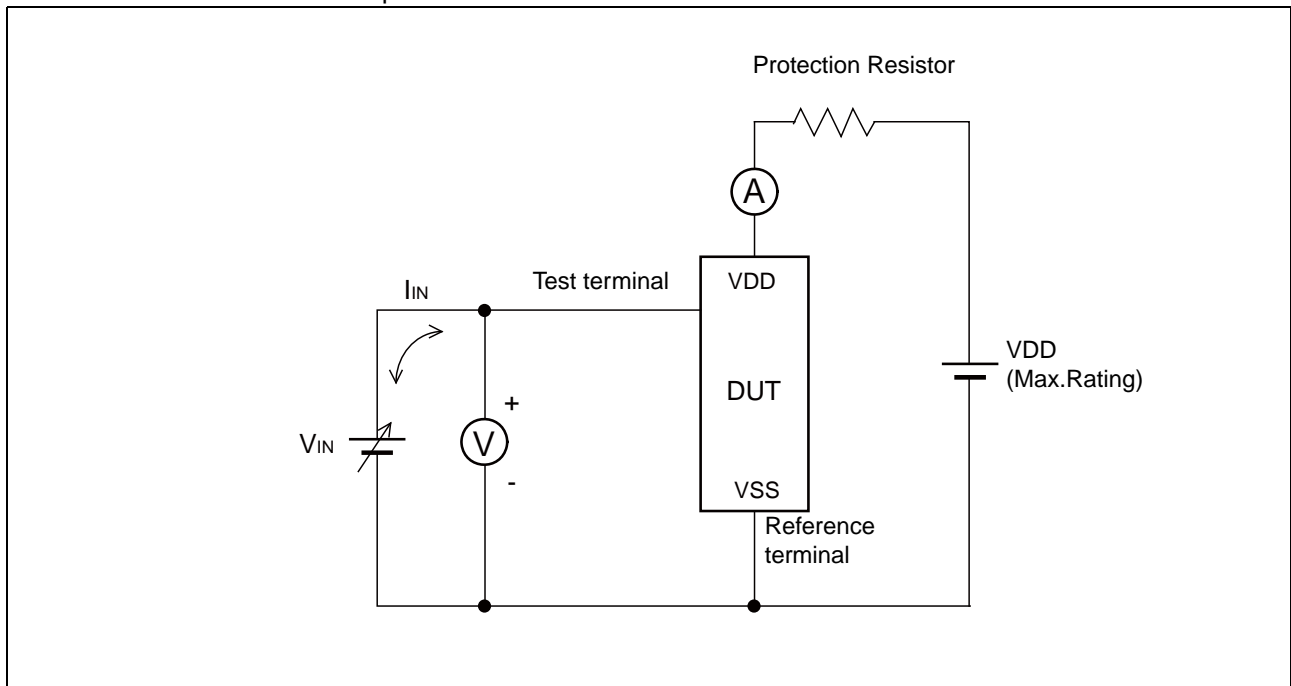 Protection Resistor
A
Test terminal
VDD
IIN
VDD
(Max.Rating)
DUT
+
VIN
V
-
VSS
Reference
terminal